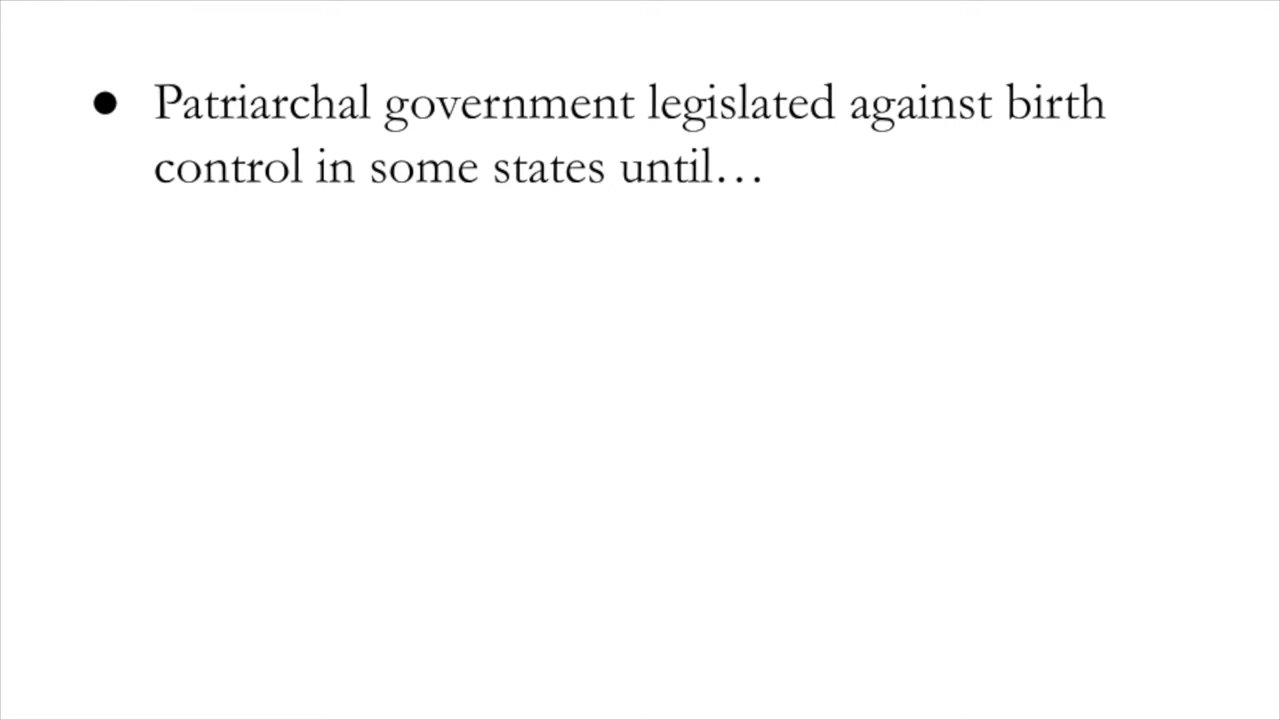 ● Patriarchal government legislated against birth
control in some states until…